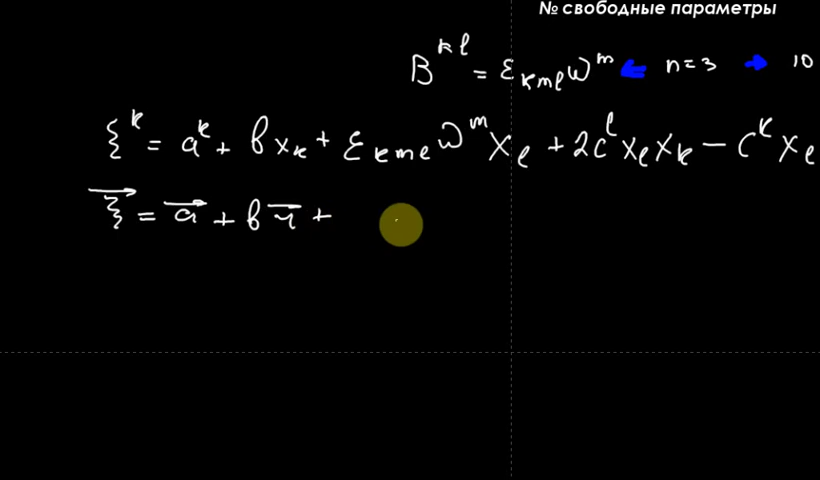 № свободные параметры
B^{kl} = ε_{kml} ω^m ← n=3 → 10
ξ^k = a^k + b x_k + ε_{kml} ω^m x_l + 2c^l x_l x_k − c^k x_l
ξ⃗ = a⃗ + b r⃗ +